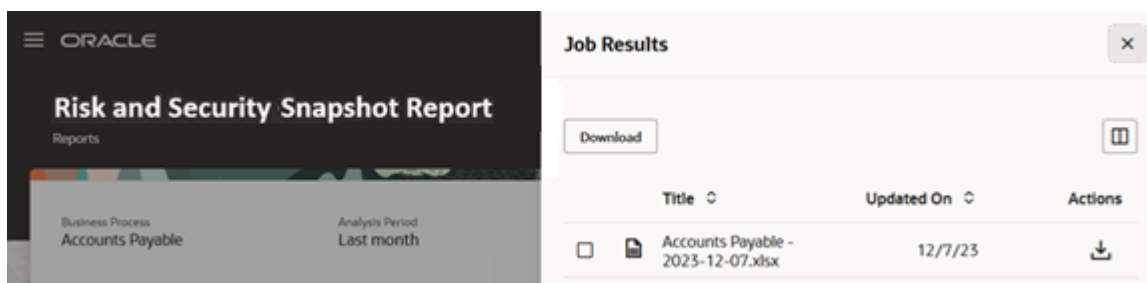 ORACLE
Risk and Security Snapshot Report
Reports
Business Process
Accounts Payable
Analysis Period
Last month
Job Results
Download
Title
Updated On
Actions
Accounts Payable -
2023-12-07.xlsx
12/7/23